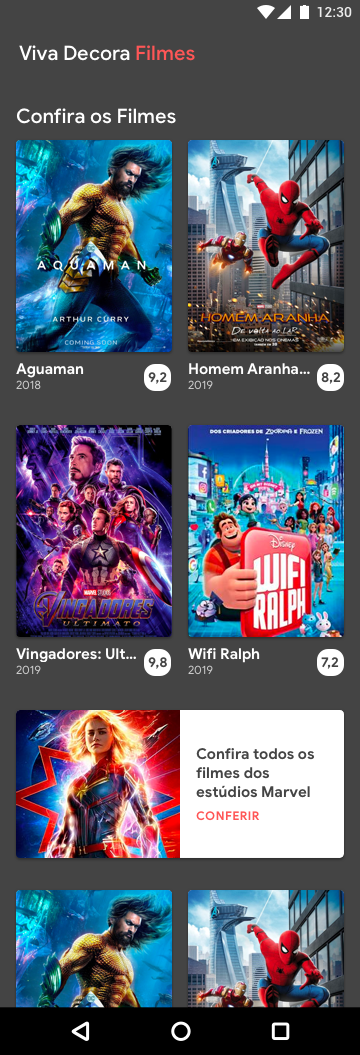 12:30
Viva Decora Filmes
Confira os Filmes
AQUAMAN
ARTHUR CURRY
COMING SOON
HOMEM ARANHA
DE VOLTA AO LAR
EM EXIBIÇÃO NOS CINEMAS
Aguaman
2018
9,2
Homem Aranha...
2019
8,2
MARVEL STUDIOS
VINGADORES
ULTIMATO
DOS CRIADORES DE ZOOTOPIA E FROZEN
DISNEY
WIFI
RALPH
Vingadores: Ult...
2019
9,8
Wifi Ralph
2019
7,2
Confira todos os
filmes dos
estúdios Marvel
CONFERIR